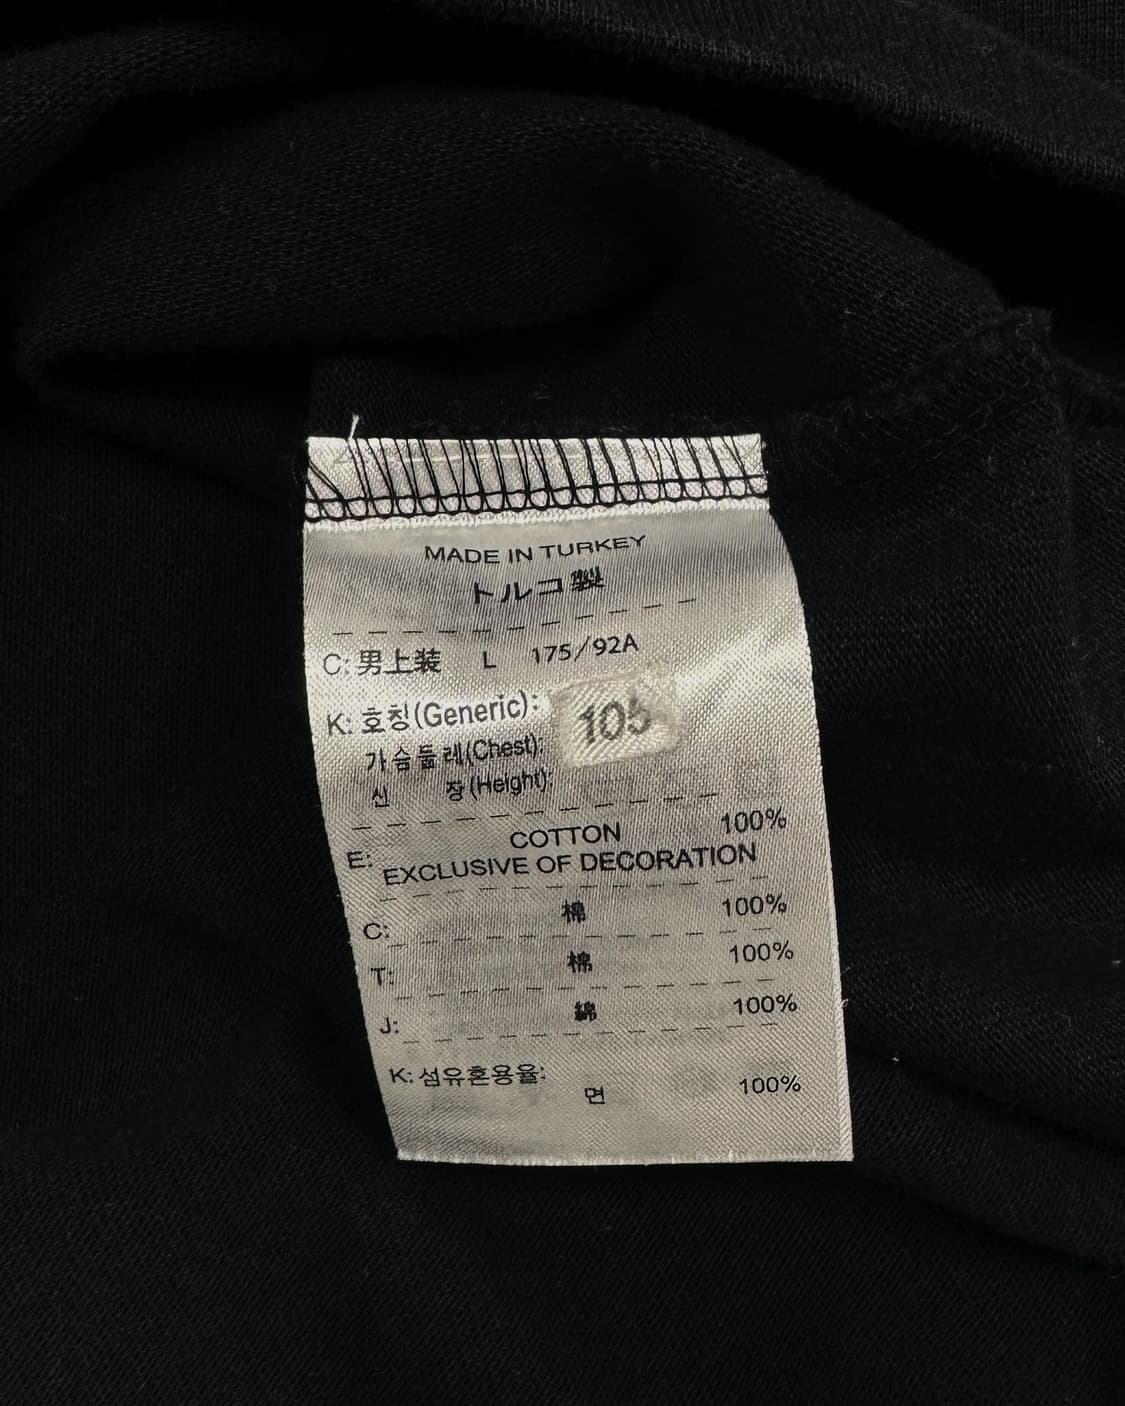 MADE IN TURKEY
トルコ製
C: 男上装 L 175/92A
K: 호칭(Generic): 105
가슴둘레(Chest):
신 장(Height):
E: COTTON 100%
EXCLUSIVE OF DECORATION
C: 棉 100%
T: 棉 100%
J: 綿 100%
K: 섬유혼용율:
면 100%